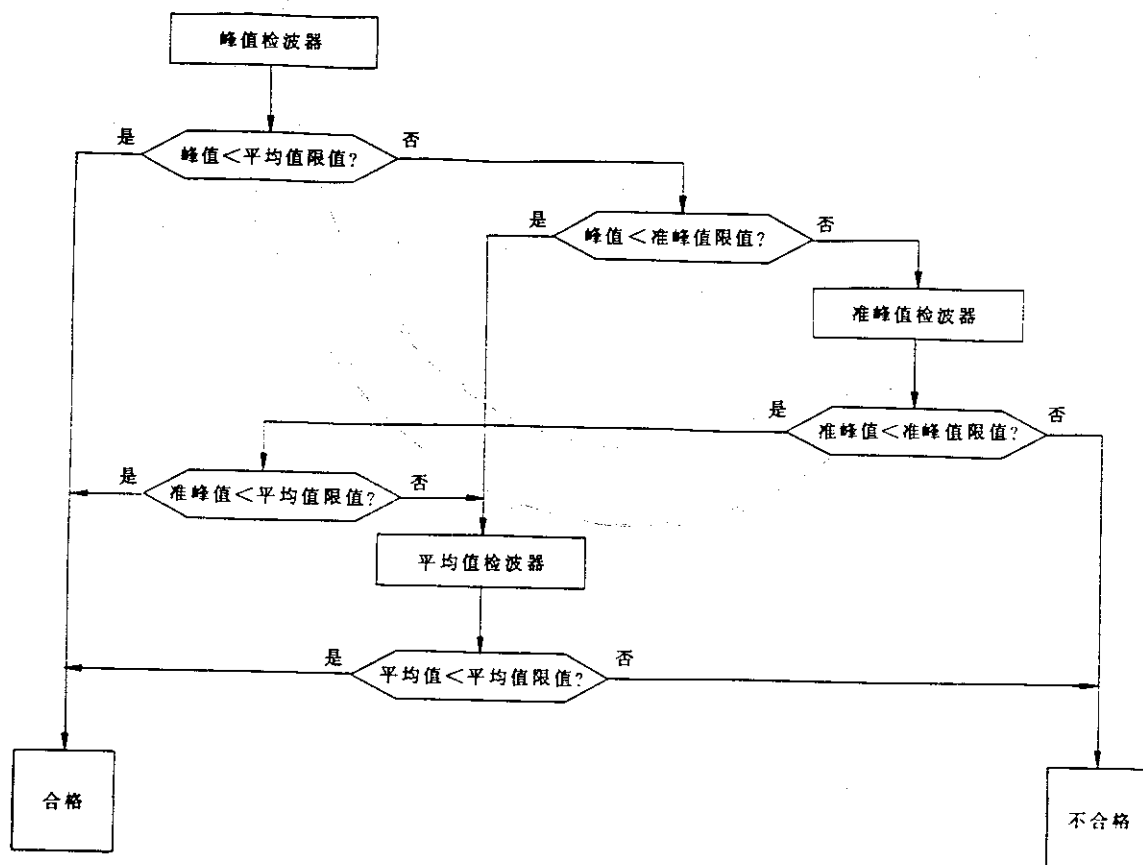 峰值检波器
是
否
峰值＜平均值限值?
是
否
峰值＜准峰值限值?
准峰值检波器
是
否
准峰值＜准峰值限值?
是
否
准峰值＜平均值限值?
平均值检波器
是
否
平均值＜平均值限值?
合格
不合格